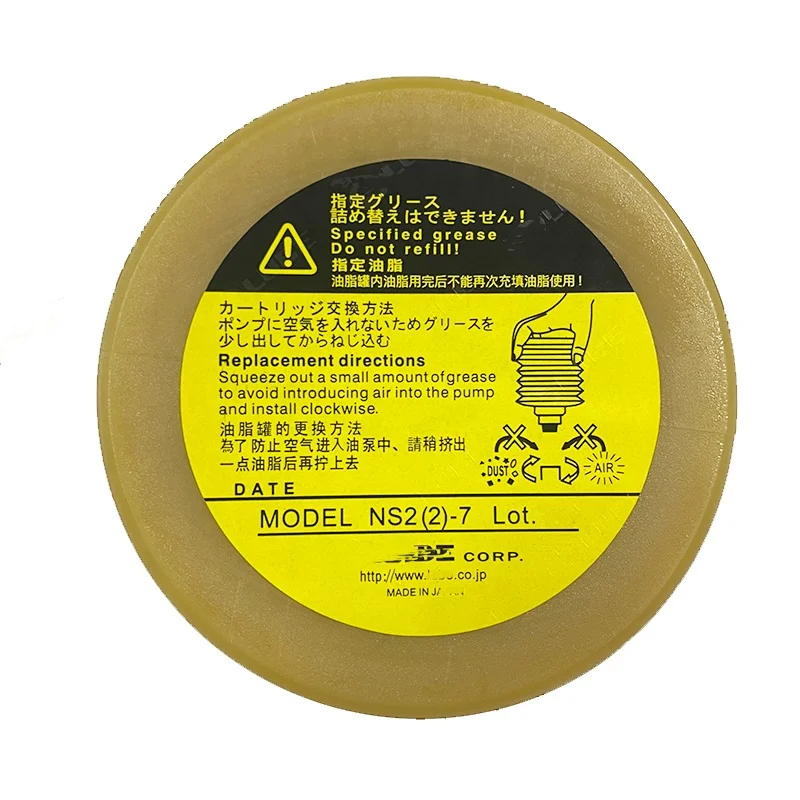 指定グリース
詰め替えはできません!
Specified grease
Do not refill!
指定油脂
油脂罐内油脂用完后不能再次充填油脂使用!
カートリッジ交換方法
ポンプに空気を入れないためグリースを
少し出してからねじ込む
Replacement directions
Squeeze out a small amount of grease
to avoid introducing air into the pump
and install clockwise.
油脂罐的更换方法
為了防止空气进入油泵中、請稍挤出
一点油脂后再拧上去
DUST
AIR
DATE
MODEL NS2(2)-7 Lot.
CORP.
MADE IN